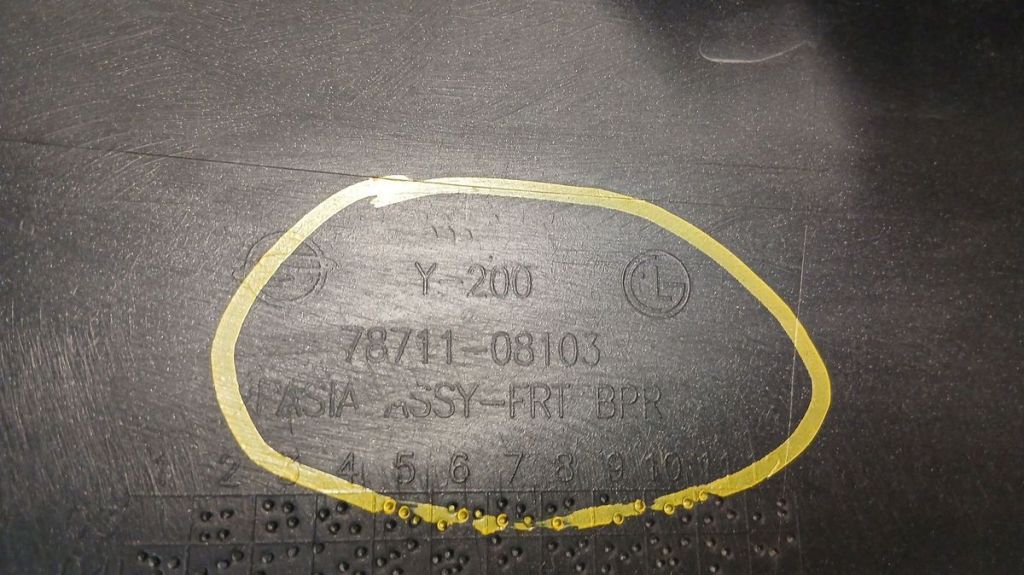 Y-200
78711-08103
FASIA ASSY-FRT BPR
1 2 3 4 5 6 7 8 9 10 11